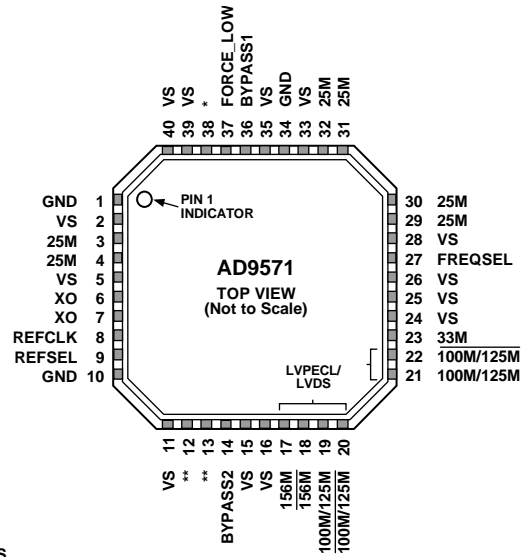 40 VS
39 VS
38 *
37 FORCE_LOW
36 BYPASS1
35 VS
34 GND
33 VS
32 25M
31 25M
GND 1
VS 2
25M 3
25M 4
VS 5
XO 6
XO 7
REFCLK 8
REFSEL 9
GND 10
PIN 1
INDICATOR
AD9571
TOP VIEW
(Not to Scale)
LVPECL/
LVDS
30 25M
29 25M
28 VS
27 FREQSEL
26 VS
25 VS
24 VS
23 33M
22 100M/125M
21 100M/125M
VS 11
** 12
** 13
BYPASS2 14
VS 15
VS 16
156M 17
156M 18
100M/125M 19
100M/125M 20